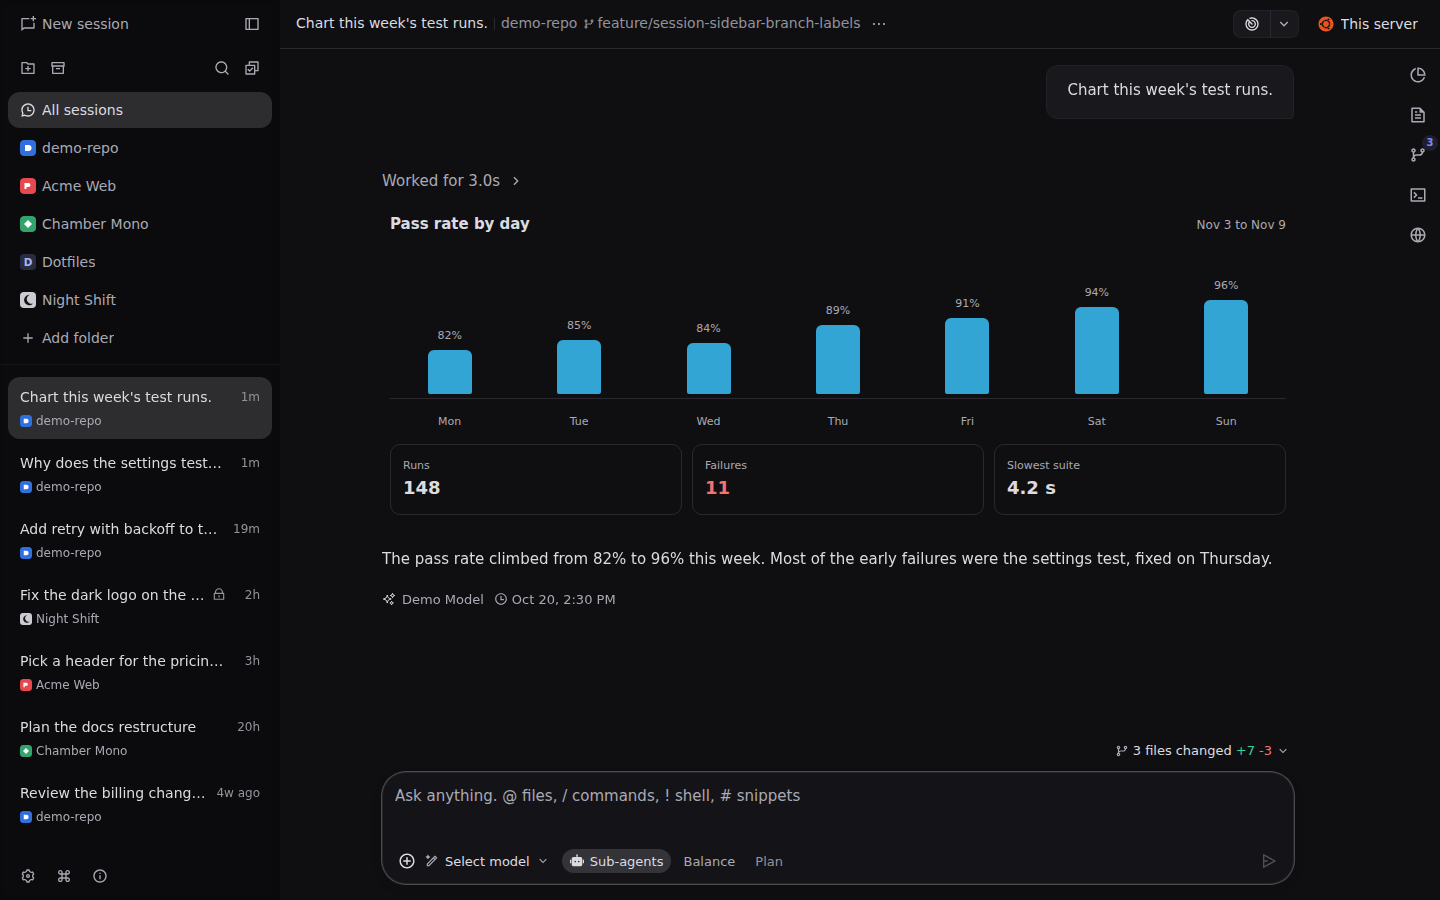 New session
All sessions
demo-repo
Acme Web
Chamber Mono
D Dotfiles
Night Shift
Add folder
Chart this week's test runs. 1m
demo-repo
Why does the settings test... 1m
demo-repo
Add retry with backoff to t... 19m
demo-repo
Fix the dark logo on the ... 2h
Night Shift
Pick a header for the pricin... 3h
Acme Web
Plan the docs restructure 20h
Chamber Mono
Review the billing chang... 4w ago
demo-repo
Chart this week's test runs. demo-repo feature/session-sidebar-branch-labels ...
This server
3
Chart this week's test runs.
Worked for 3.0s
Pass rate by day Nov 3 to Nov 9
82% 85% 84% 89% 91% 94% 96%
Mon Tue Wed Thu Fri Sat Sun
Runs
148
Failures
11
Slowest suite
4.2 s
The pass rate climbed from 82% to 96% this week. Most of the early failures were the settings test, fixed on Thursday.
Demo Model Oct 20, 2:30 PM
3 files changed +7 -3
Ask anything. @ files, / commands, ! shell, # snippets
Select model Sub-agents Balance Plan